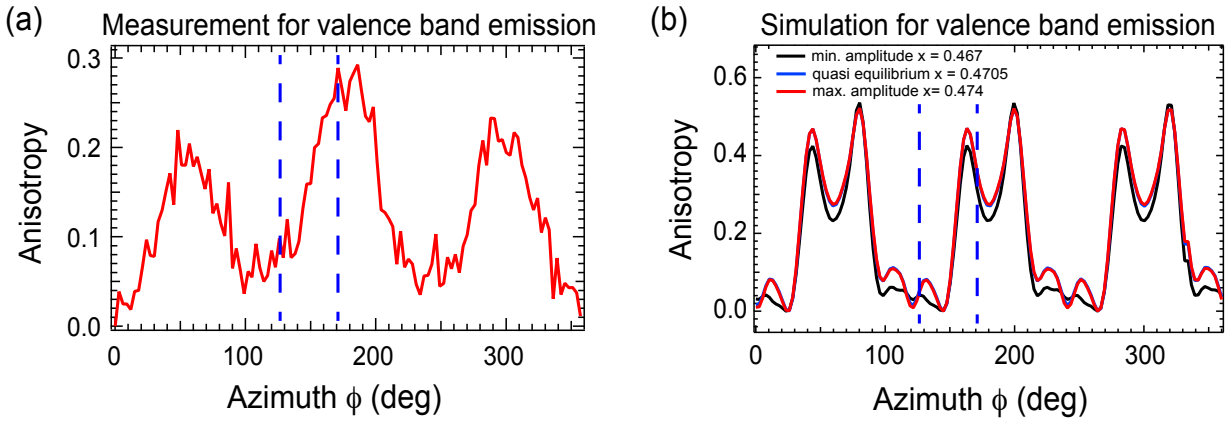 (a)
Measurement for valence band emission
0.3
0.2
0.1
0.0
Anisotropy
0
100
200
300
Azimuth ϕ (deg)
(b)
Simulation for valence band emission
min. amplitude x = 0.467
quasi equilibrium x = 0.4705
max. amplitude x= 0.474
0.6
0.4
0.2
0.0
Anisotropy
0
100
200
300
Azimuth ϕ (deg)